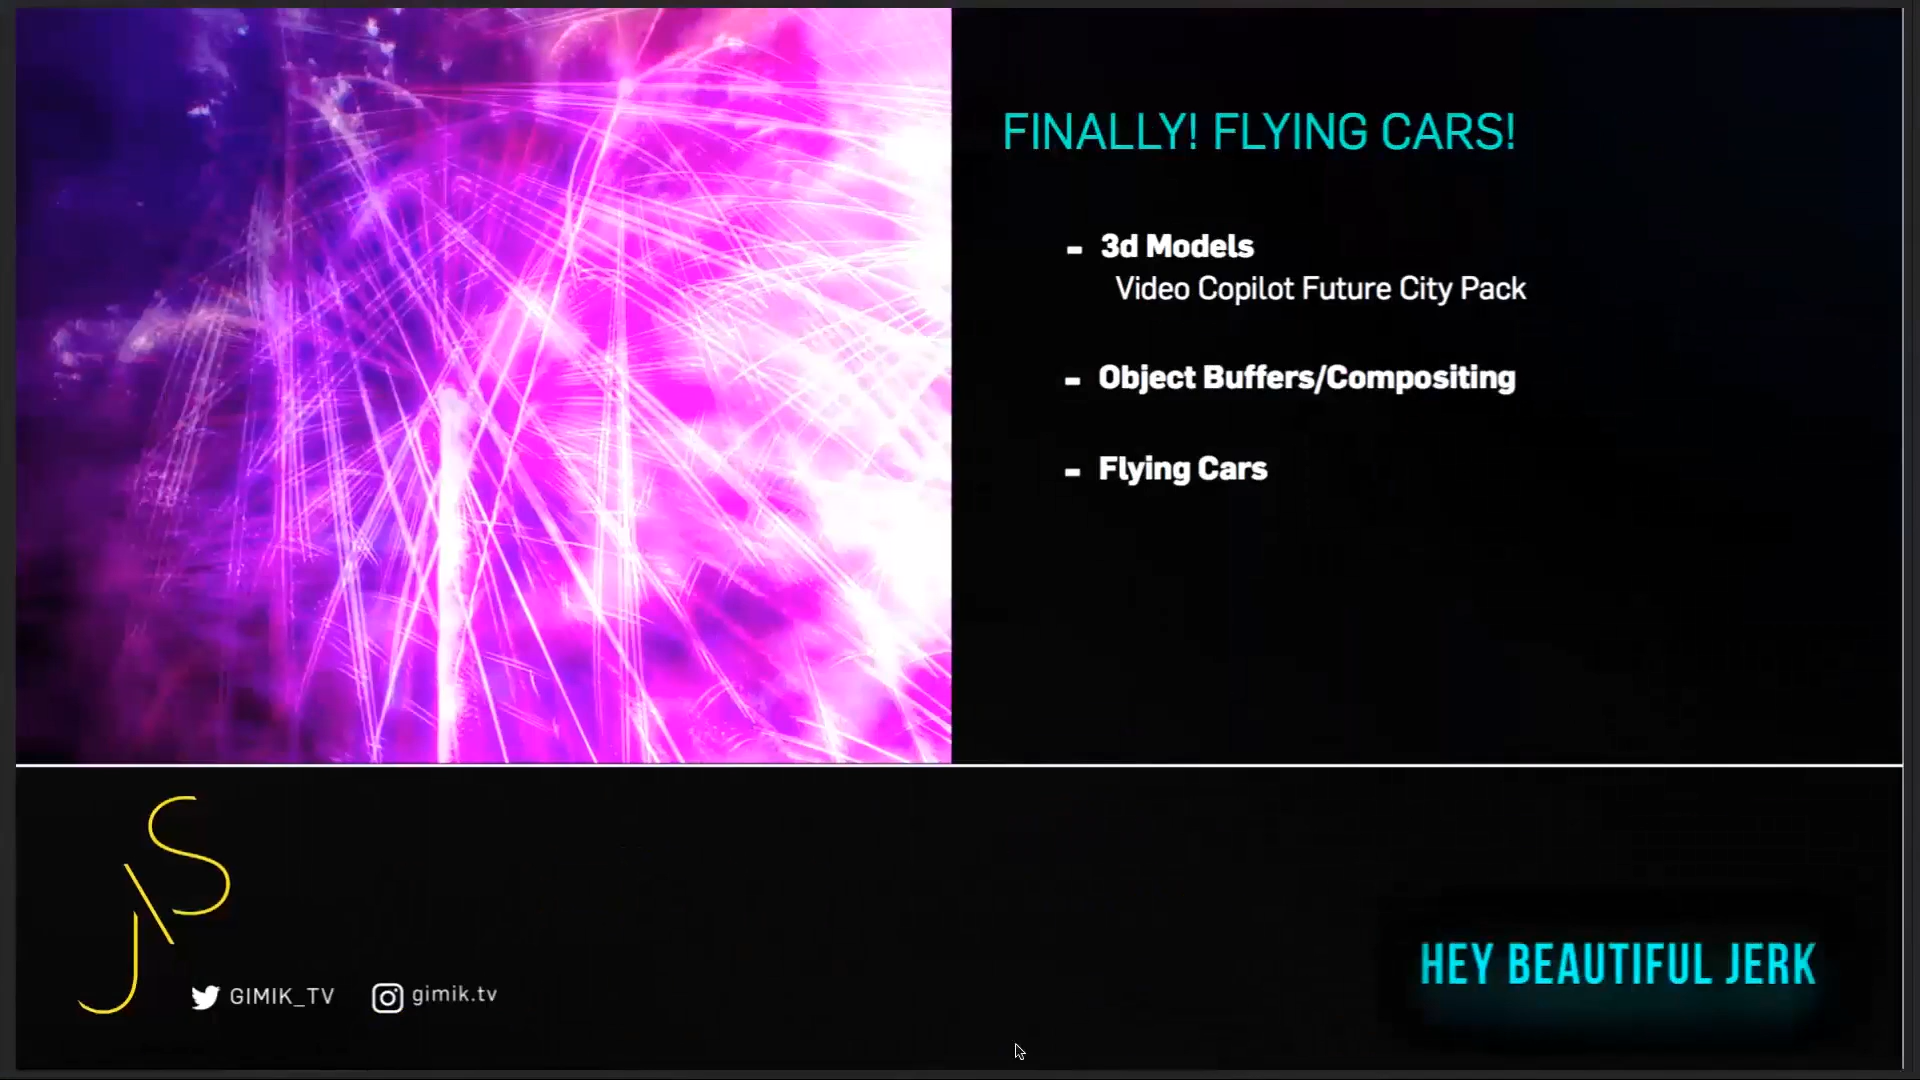 FINALLY! FLYING CARS!
- 3d Models
Video Copilot Future City Pack
- Object Buffers/Compositing
- Flying Cars
JS
GIMIK_TV
gimik.tv
HEY BEAUTIFUL JERK